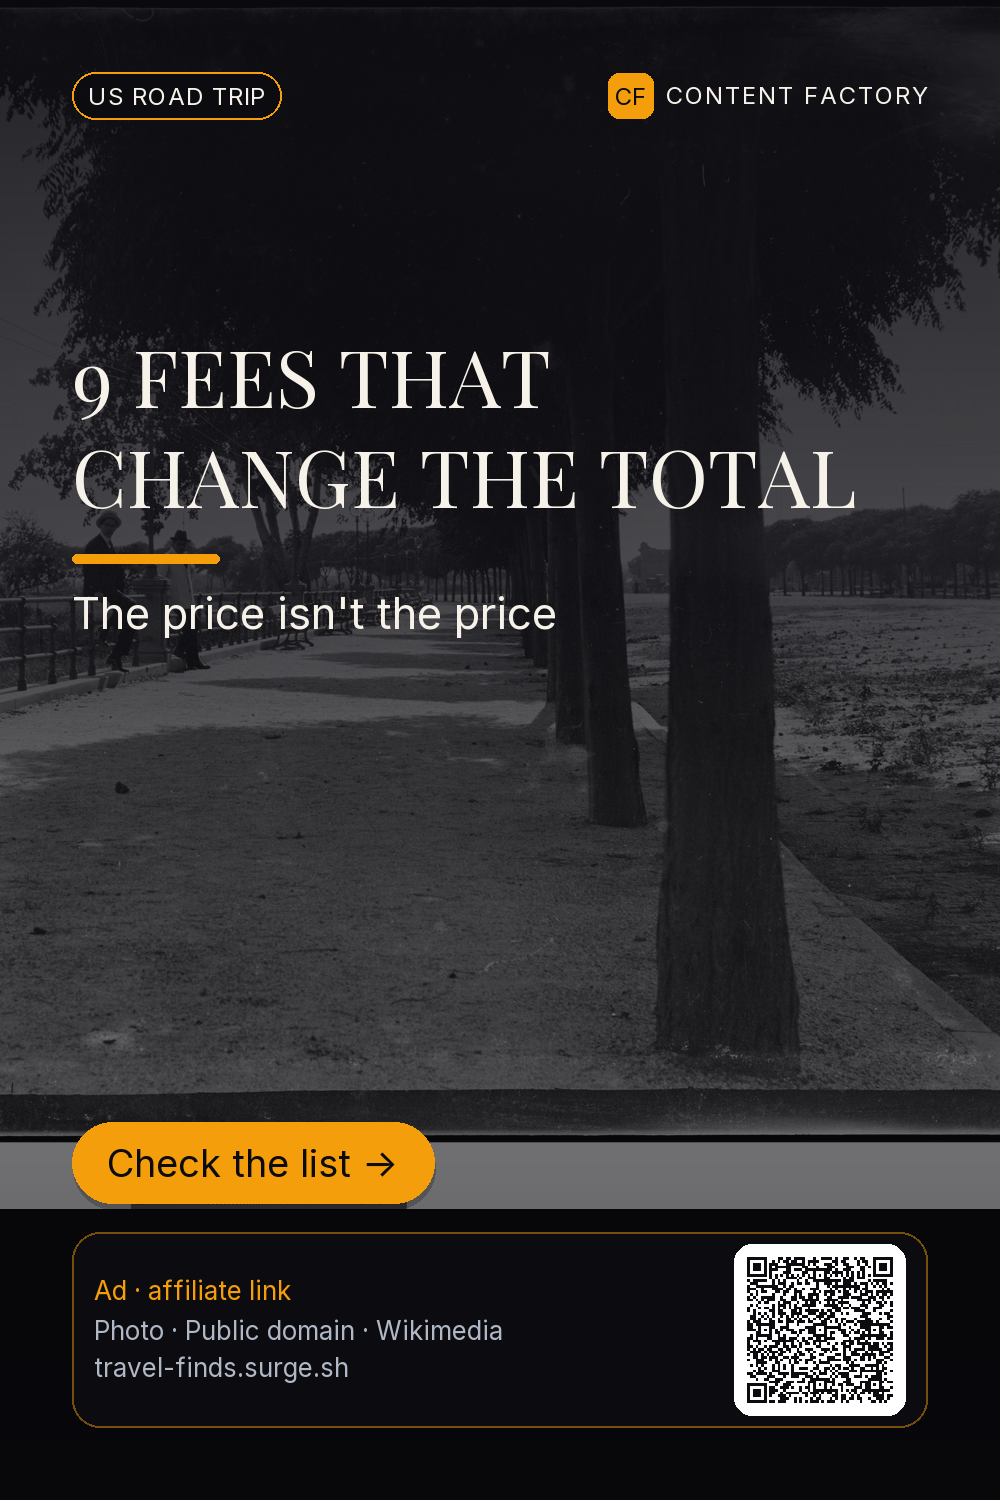 US ROAD TRIP
CF CONTENT FACTORY
9 FEES THAT
CHANGE THE TOTAL
The price isn't the price
Check the list →
Ad · affiliate link
Photo · Public domain · Wikimedia
travel-finds.surge.sh